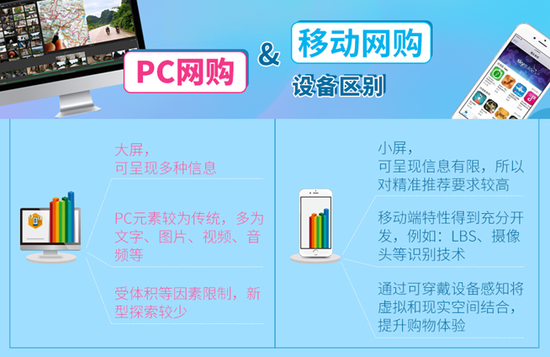 PC网购
&
移动网购
设备区别
大屏，
可呈现多种信息
PC元素较为传统，多为
文字、图片、视频、音
频等
受体积等因素限制，新
型探索较少
小屏，
可呈现信息有限，所以
对精准推荐要求较高
移动端特性得到充分开
发，例如：LBS、摄像
头等识别技术
通过可穿戴设备感知将
虚拟和现实空间结合，
提升购物体验